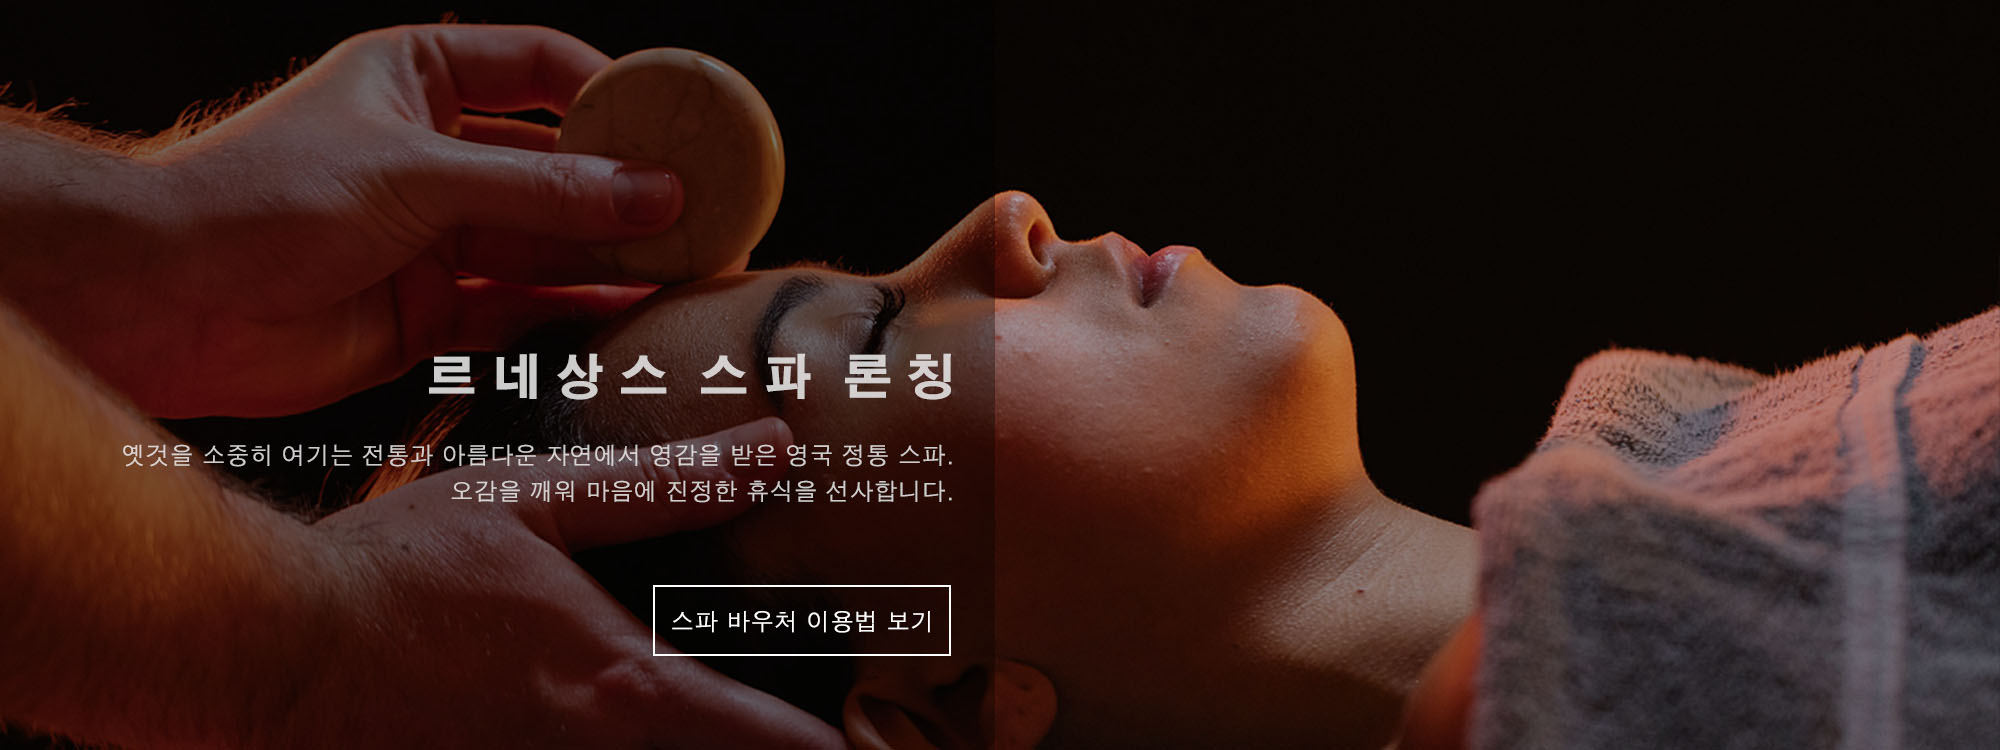 르네상스 스파 론칭
옛것을 소중히 여기는 전통과 아름다운 자연에서 영감을 받은 영국 정통 스파.
오감을 깨워 마음에 진정한 휴식을 선사합니다.
스파 바우처 이용법 보기